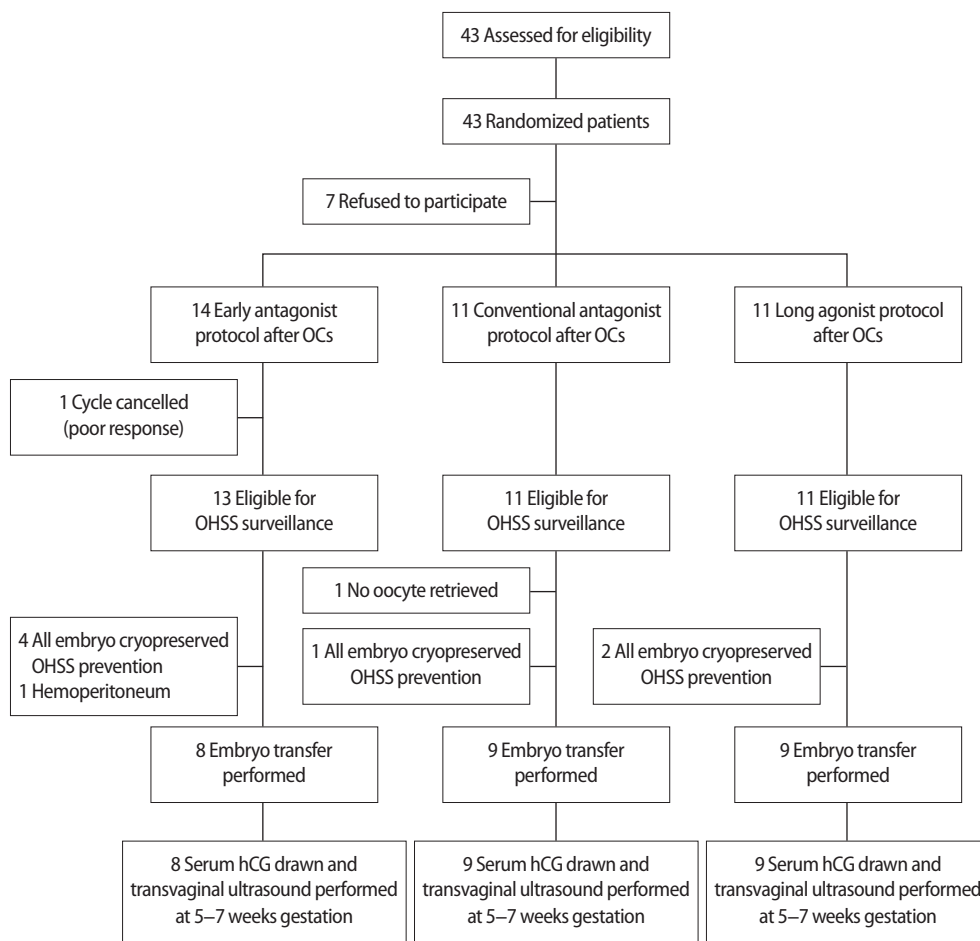 43 Assessed for eligibility
43 Randomized patients
7 Refused to participate
14 Early antagonist
protocol after OCs
11 Conventional antagonist
protocol after OCs
11 Long agonist protocol
after OCs
1 Cycle cancelled
(poor response)
13 Eligible for
OHSS surveillance
11 Eligible for
OHSS surveillance
11 Eligible for
OHSS surveillance
1 No oocyte retrieved
4 All embryo cryopreserved
OHSS prevention
1 Hemoperitoneum
1 All embryo cryopreserved
OHSS prevention
2 All embryo cryopreserved
OHSS prevention
8 Embryo transfer
performed
9 Embryo transfer
performed
9 Embryo transfer
performed
8 Serum hCG drawn and
transvaginal ultrasound performed
at 5–7 weeks gestation
9 Serum hCG drawn and
transvaginal ultrasound performed
at 5–7 weeks gestation
9 Serum hCG drawn and
transvaginal ultrasound performed
at 5–7 weeks gestation